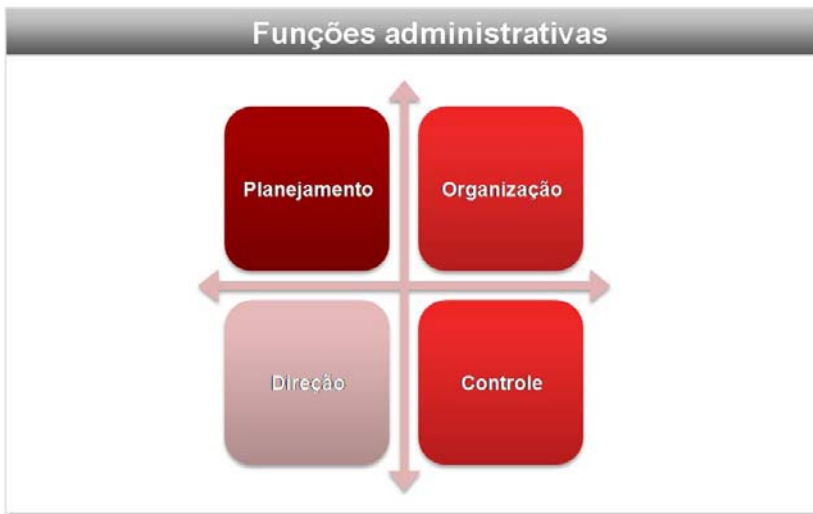 Funções administrativas
Planejamento
Organização
Direção
Controle